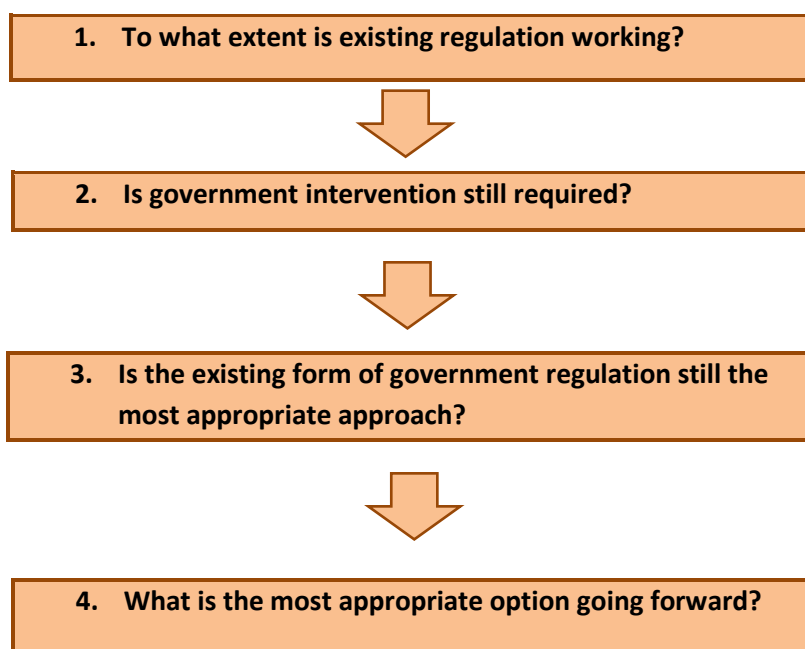 1. To what extent is existing regulation working?
2. Is government intervention still required?
3. Is the existing form of government regulation still the
most appropriate approach?
4. What is the most appropriate option going forward?